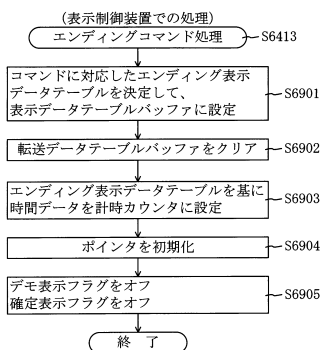 (表示制御装置での処理)
エンディングコマンド処理
S6413
コマンドに対応したエンディング表示
データテーブルを決定して、
表示データテーブルバッファに設定
S6901
転送データテーブルバッファをクリア
S6902
エンディング表示データテーブルを基に
時間データを計時カウンタに設定
S6903
ポインタを初期化
S6904
デモ表示フラグをオフ
確定表示フラグをオフ
S6905
終 了